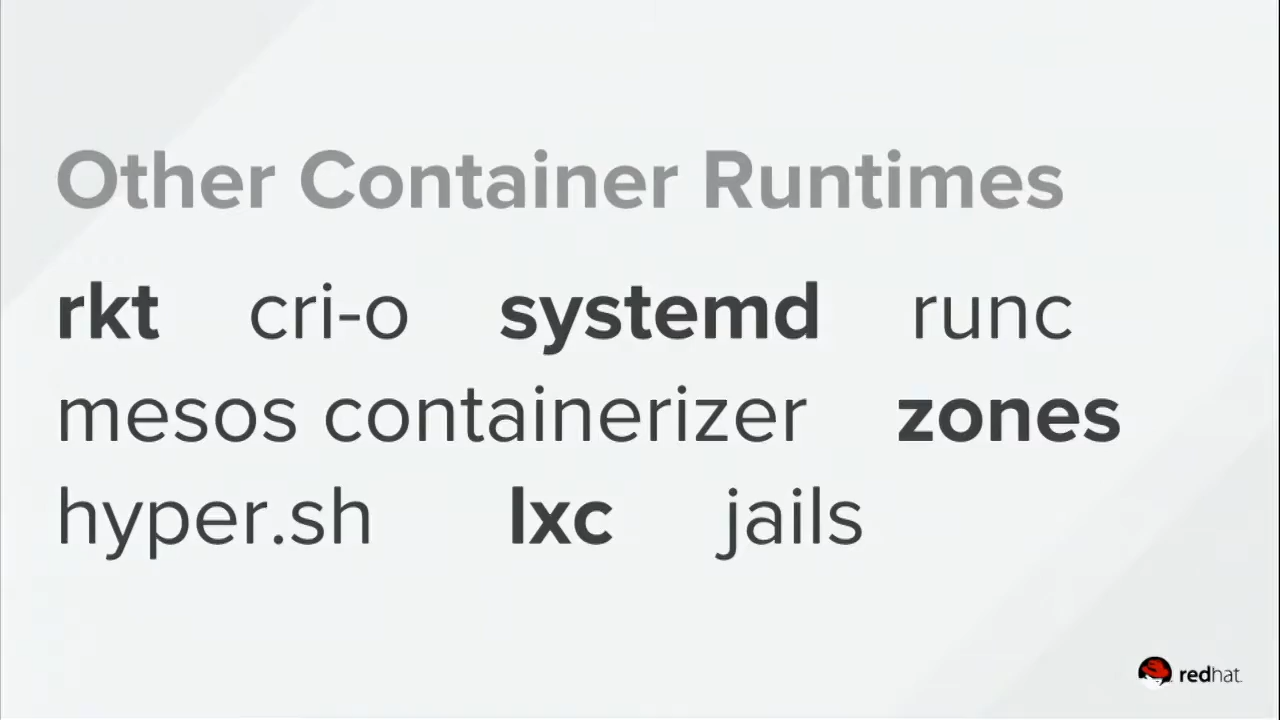 Other Container Runtimes
rkt cri-o systemd runc
mesos containerizer zones
hyper.sh lxc jails
redhat.